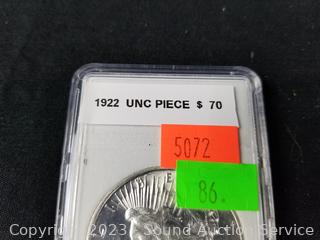 1922 UNC PIECE $ 70
5072
86.
Copyright 2023 Sound Auction Service